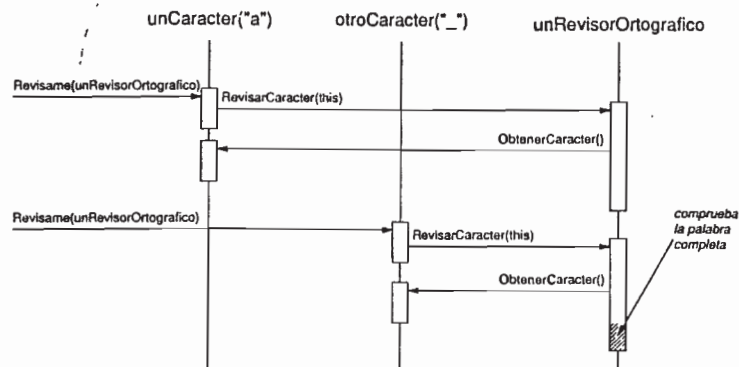 unCaracter("a")
otroCaracter("_")
unRevisorOrtografico
Revisame(unRevisorOrtografico)
RevisarCaracter(this)
ObtenerCaracter()
Revisame(unRevisorOrtografico)
RevisarCaracter(this)
ObtenerCaracter()
comprueba
la palabra
completa